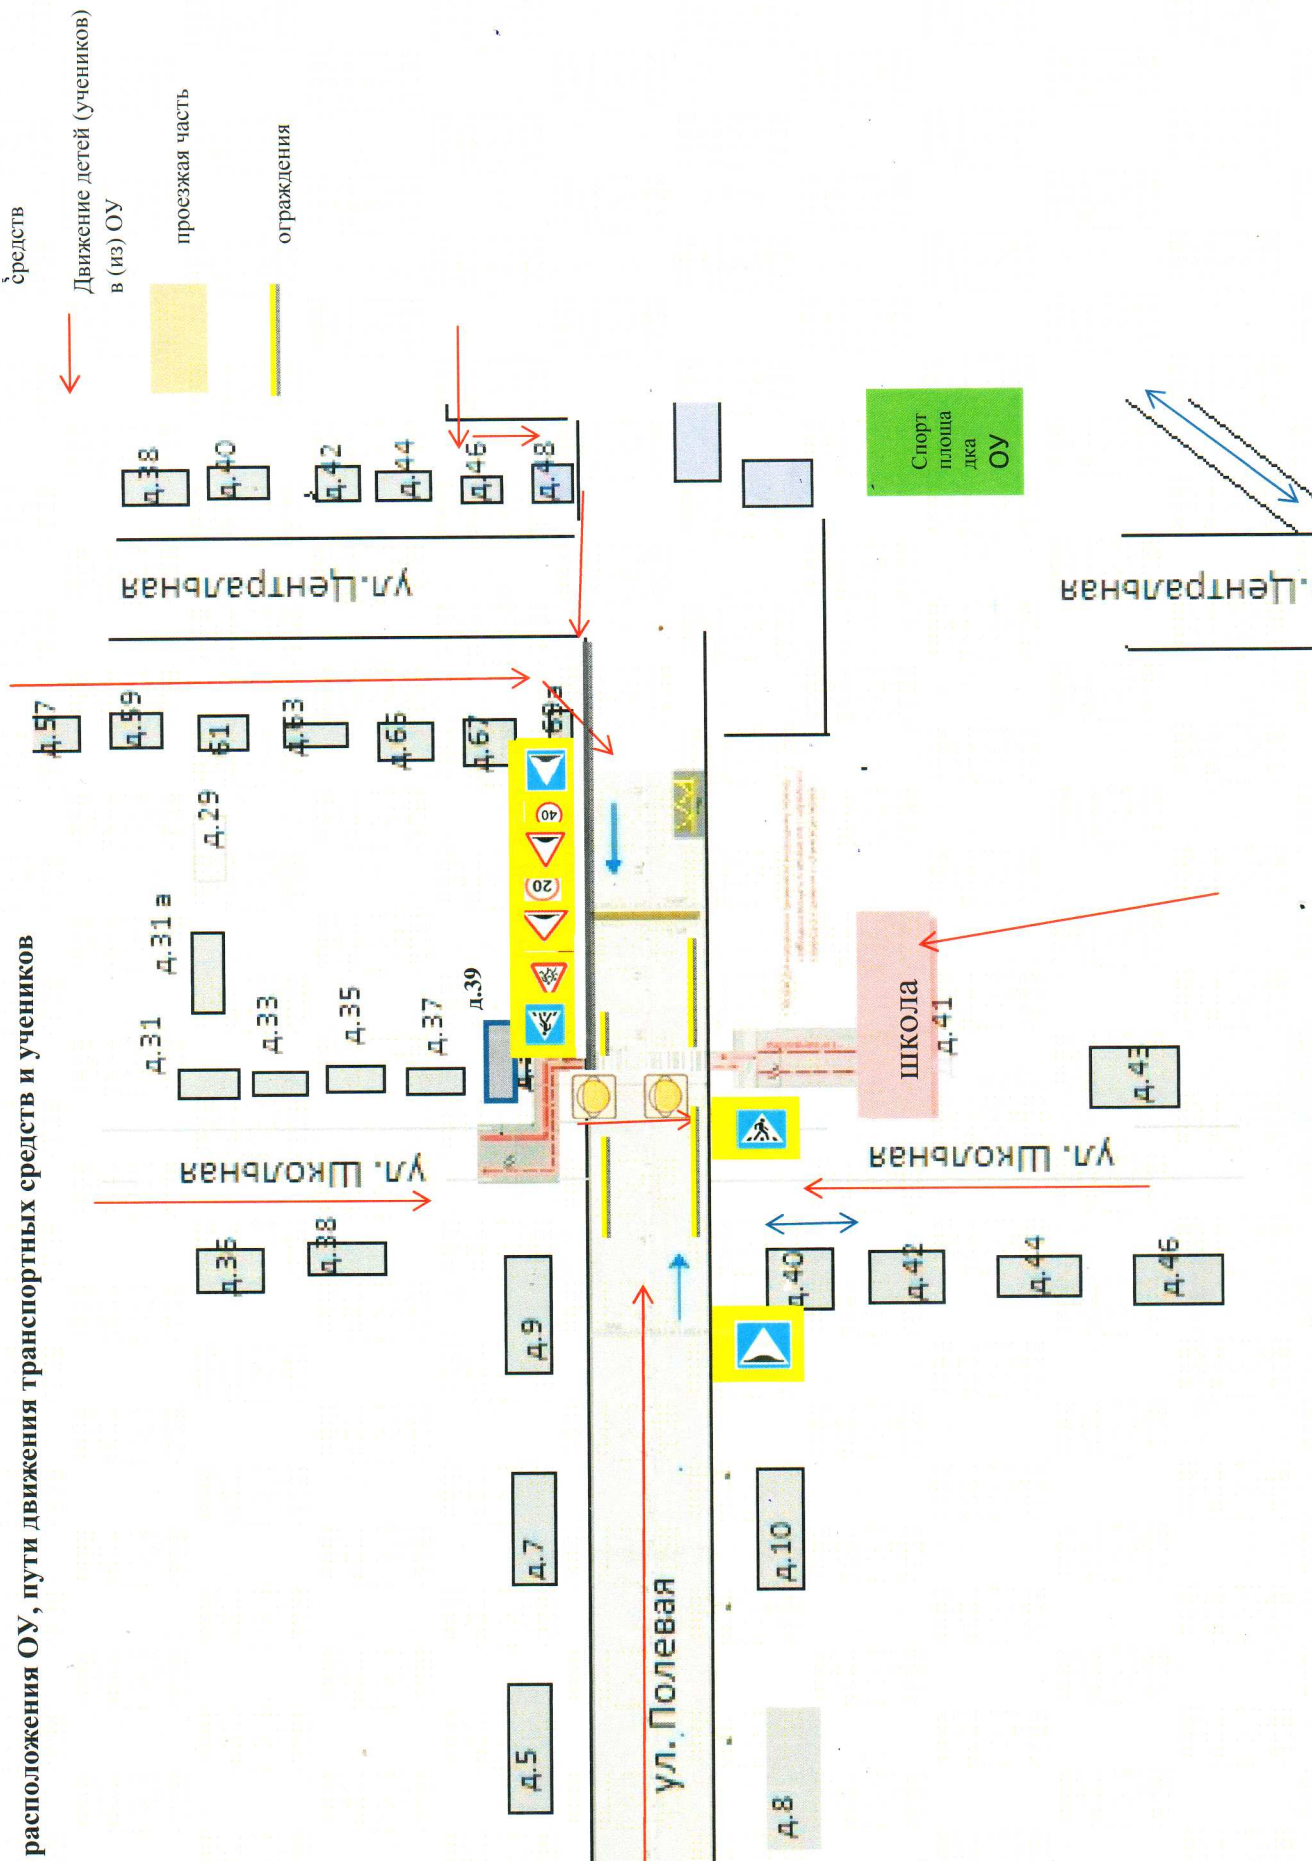 расположения ОУ, пути движения транспортных средств и учеников
средств
Движение детей (учеников)
в (из) ОУ
проезжая часть
ограждения
д.38
д.40
д.42
д.44
д.46
д.48
ул.Центральная
д.57
д.59
61
д.63
д.65
д.67
69а
д.29
д.31а
д.31
д.33
д.35
д.37
д.39
40
20
ул. Школьная
д.36
д.38
д.9
д.7
д.5
ул. Полевая
д.10
д.8
Спорт
площа
дка
ОУ
.Центральная
школа
д.41
д.43
ул. Школьная
д.40
д.42
д.44
д.46